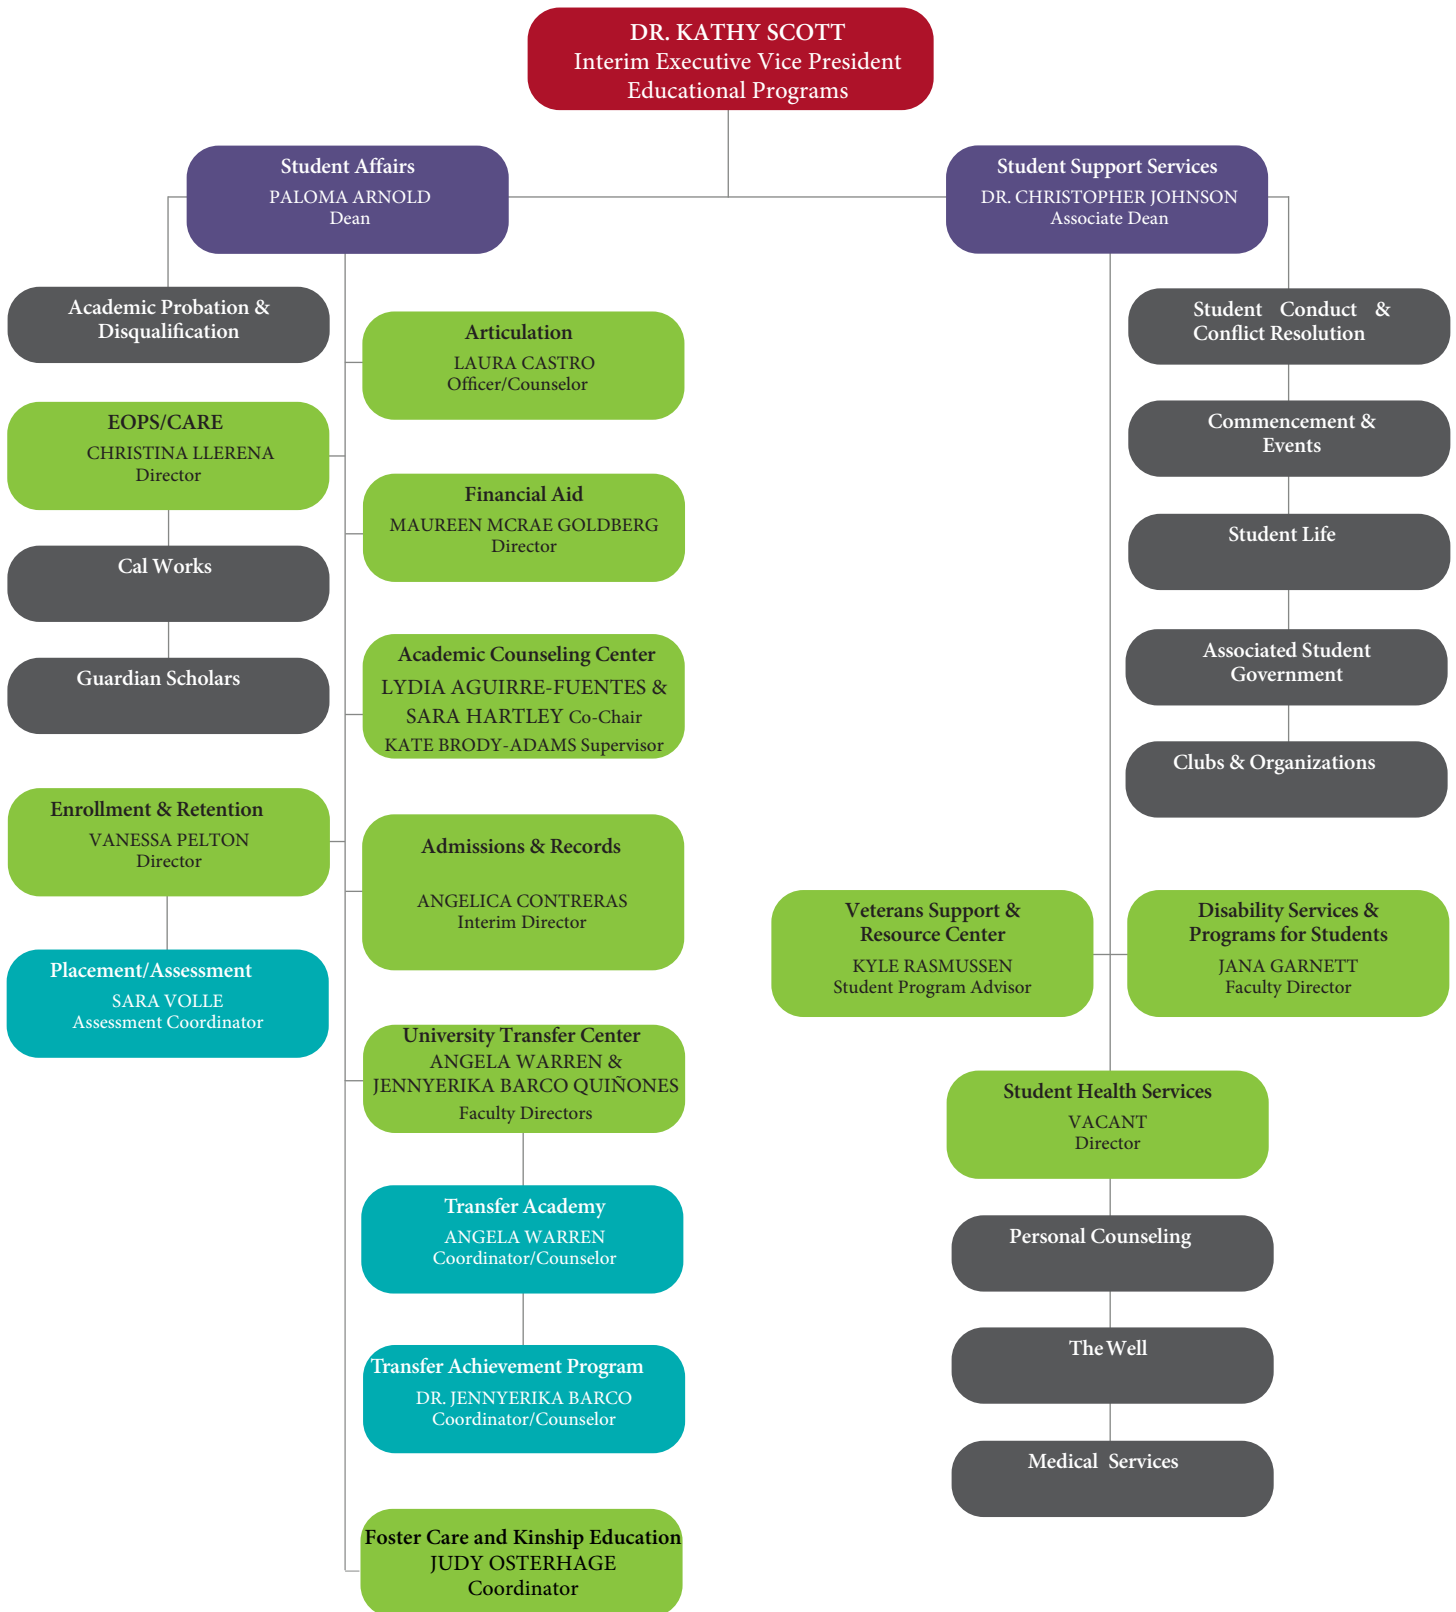 DR. KATHY SCOTT
Interim Executive Vice President
Educational Programs
Student Affairs
PALOMA ARNOLD
Dean
Student Support Services
DR. CHRISTOPHER JOHNSON
Associate Dean
Academic Probation &
Disqualification
EOPS/CARE
CHRISTINA LLERENA
Director
Cal Works
Guardian Scholars
Enrollment & Retention
VANESSA PELTON
Director
Placement/Assessment
SARA VOLLE
Assessment Coordinator
Articulation
LAURA CASTRO
Officer/Counselor
Financial Aid
MAUREEN MCRAE GOLDBERG
Director
Academic Counseling Center
LYDIA AGUIRRE-FUENTES &
SARA HARTLEY Co-Chair
KATE BRODY-ADAMS Supervisor
Admissions & Records
ANGELICA CONTRERAS
Interim Director
University Transfer Center
ANGELA WARREN &
JENNYERIKA BARCO QUIÑONES
Faculty Directors
Transfer Academy
ANGELA WARREN
Coordinator/Counselor
Transfer Achievement Program
DR. JENNYERIKA BARCO
Coordinator/Counselor
Foster Care and Kinship Education
JUDY OSTERHAGE
Coordinator
Student Conduct &
Conflict Resolution
Commencement &
Events
Student Life
Associated Student
Government
Clubs & Organizations
Veterans Support &
Resource Center
KYLE RASMUSSEN
Student Program Advisor
Disability Services &
Programs for Students
JANA GARNETT
Faculty Director
Student Health Services
VACANT
Director
Personal Counseling
The Well
Medical Services